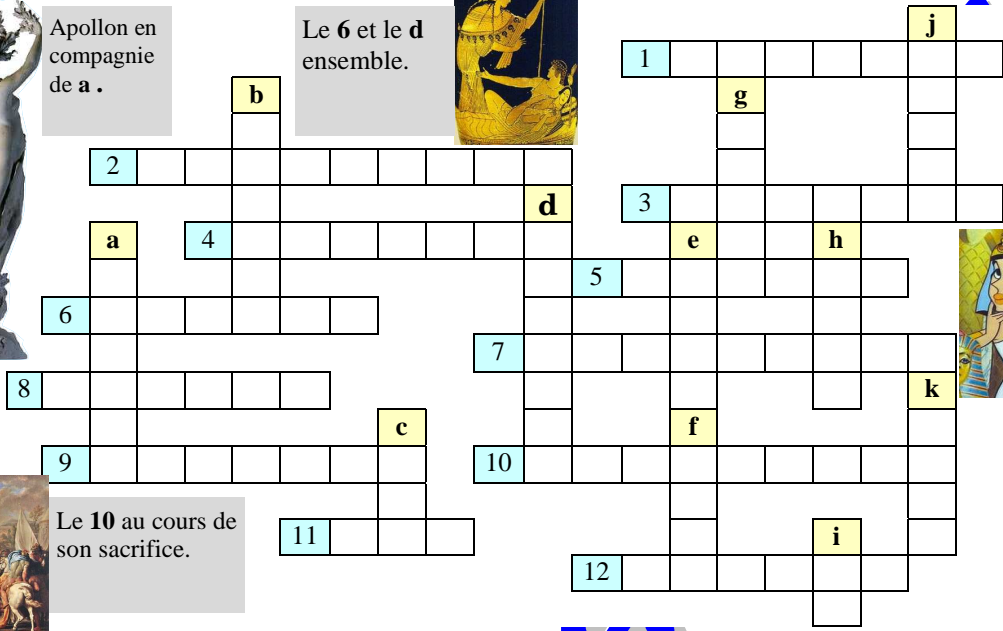 Apollon en
compagnie
de a .
Le 6 et le d
ensemble.
j
1
b
g
2
d
3
a
4
e
h
5
6
7
8
k
c
f
9
10
Le 10 au cours de
son sacrifice.
11
i
12